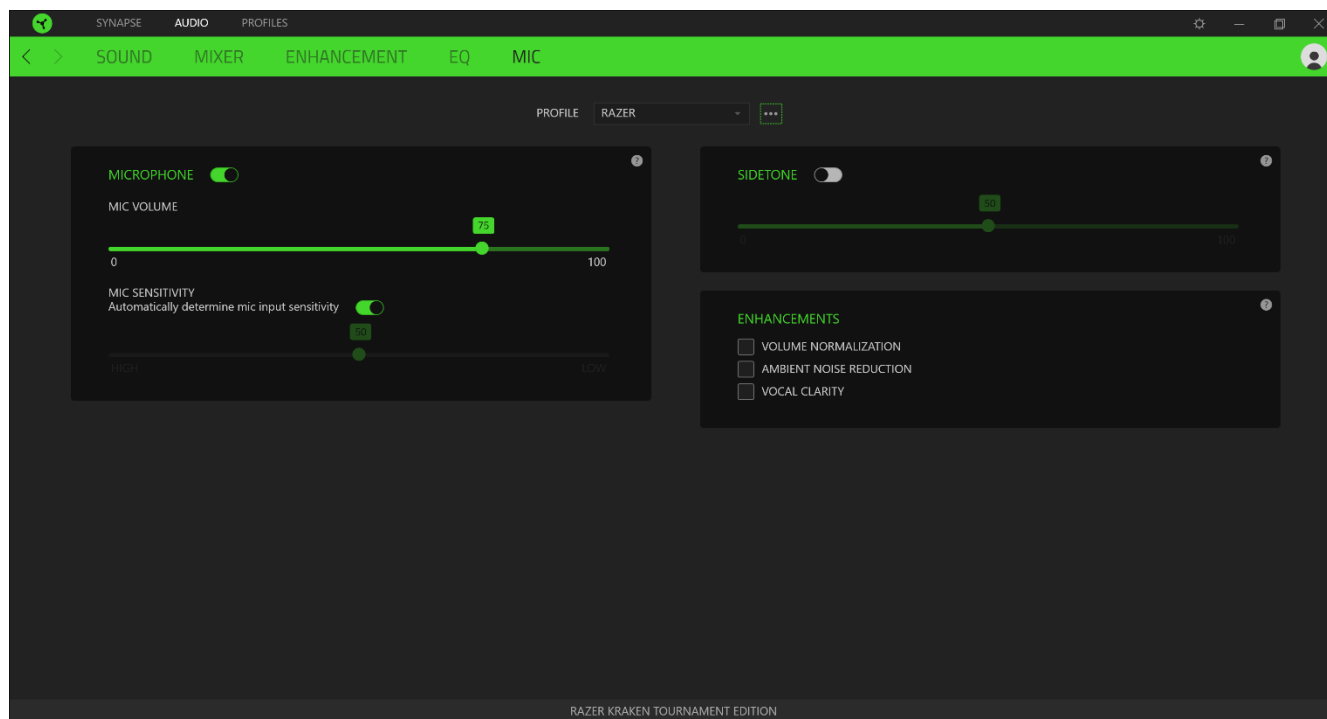 SYNAPSE AUDIO PROFILES
SOUND MIXER ENHANCEMENT EQ MIC
PROFILE RAZER
MICROPHONE
MIC VOLUME
75
0 100
MIC SENSITIVITY
Automatically determine mic input sensitivity
50
HIGH LOW
SIDETONE
50
0 100
ENHANCEMENTS
VOLUME NORMALIZATION
AMBIENT NOISE REDUCTION
VOCAL CLARITY
RAZER KRAKEN TOURNAMENT EDITION